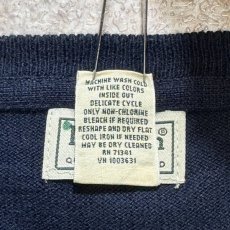 MACHINE WASH COLD
WITH LIKE COLORS
INSIDE OUT
DELICATE CYCLE
ONLY NON-CHLORINE
BLEACH IF REQUIRED
RESHAPE AND DRY FLAT
COOL IRON IF NEEDED
MAY BE DRY CLEANED
RN 71341
VN 1003631